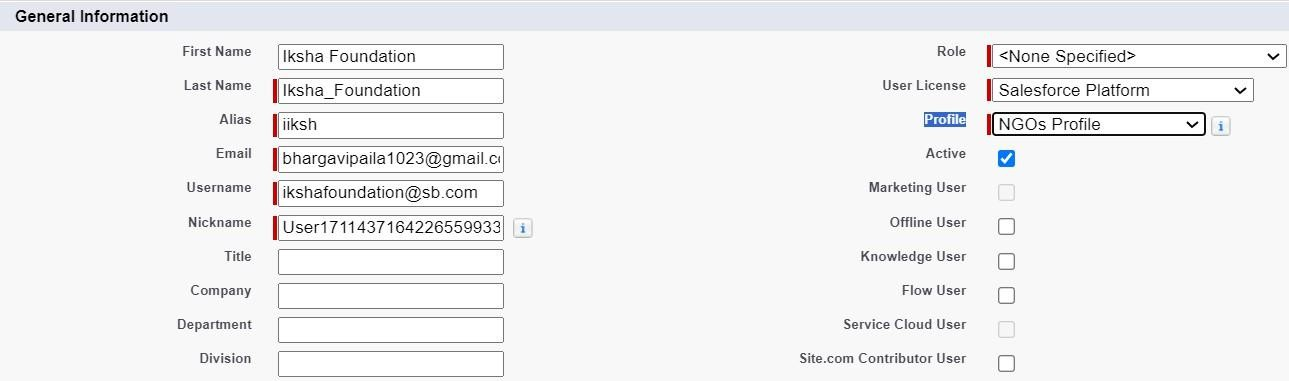 General Information
First Name Iksha Foundation
Last Name Iksha_Foundation
Alias iiksh
Email bhargavipaila1023@gmail.c
Username ikshafoundation@sb.com
Nickname User1711437164226559933 i
Title
Company
Department
Division
Role <None Specified>
User License Salesforce Platform
Profile NGOs Profile i
Active
Marketing User
Offline User
Knowledge User
Flow User
Service Cloud User
Site.com Contributor User